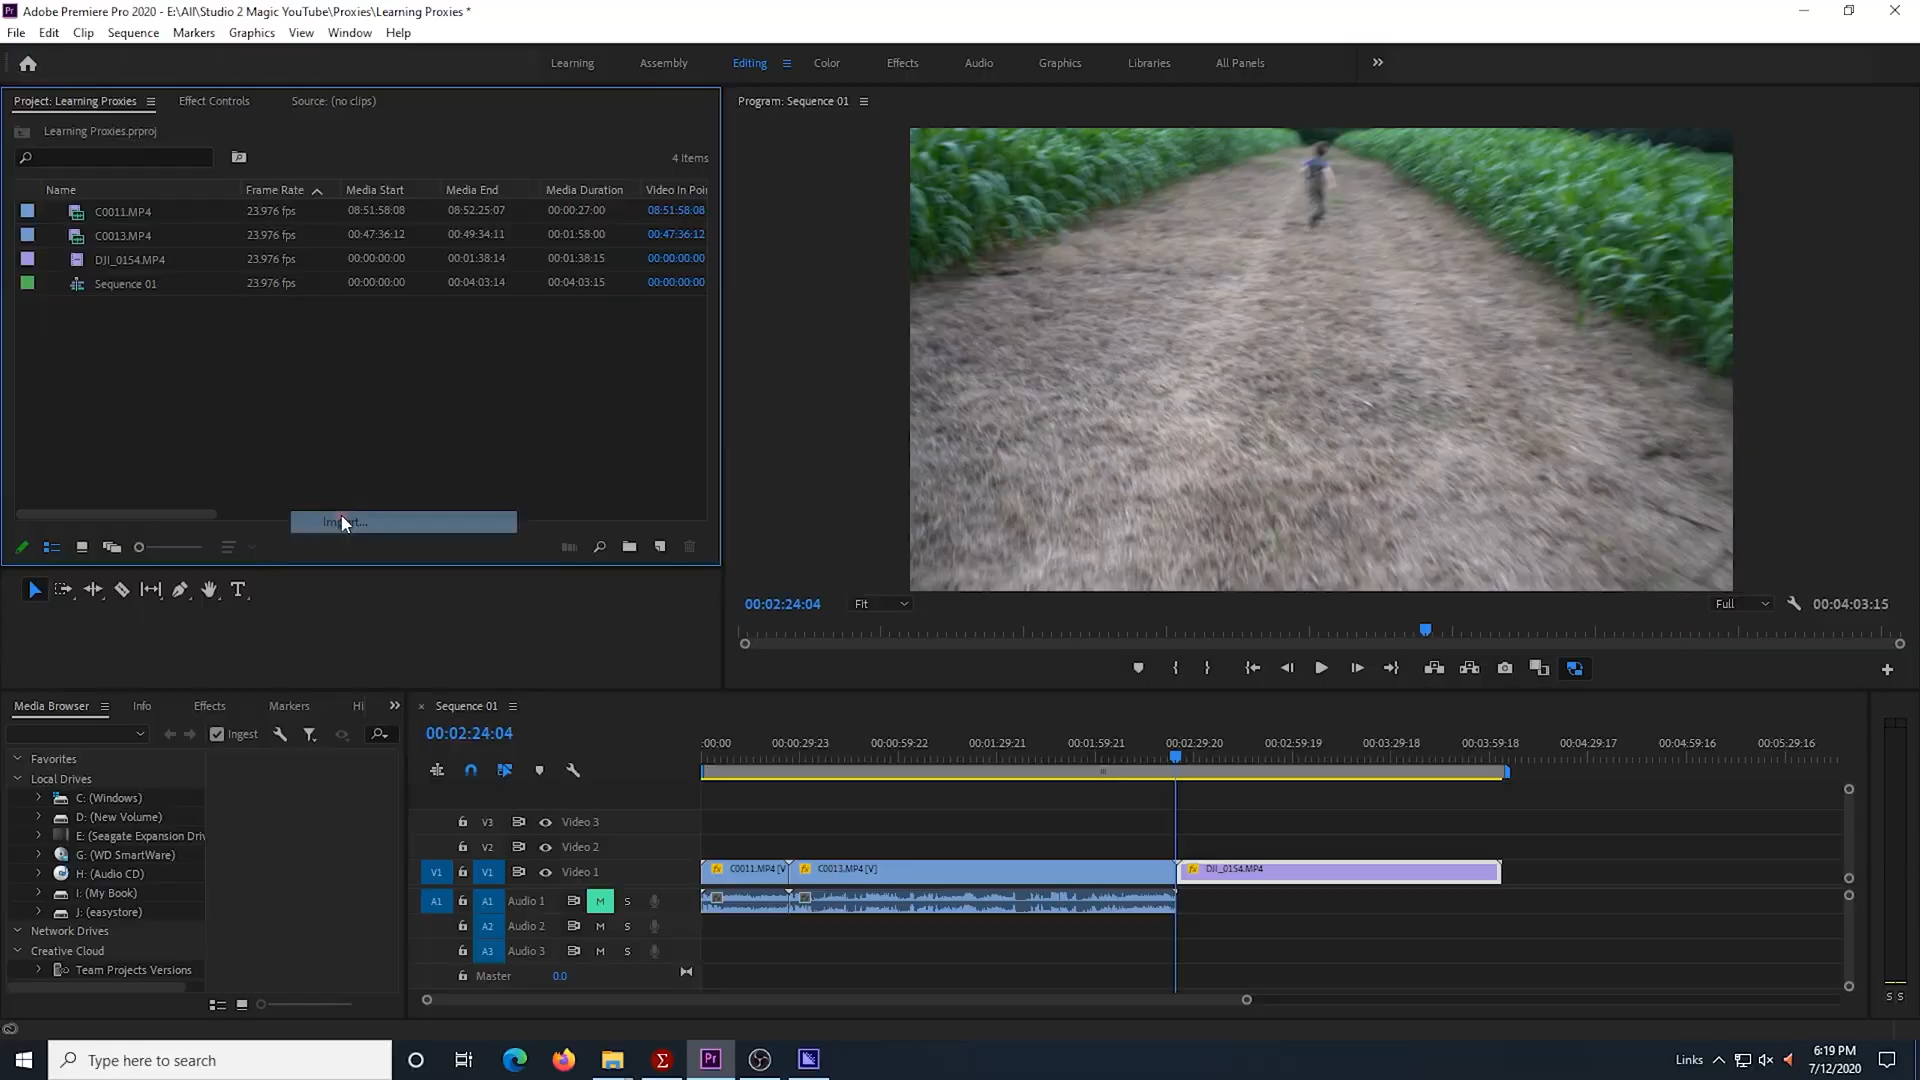 Adobe Premiere Pro 2020 - E:\All\Studio 2 Magic YouTube\Proxies\Learning Proxies *
File Edit Clip Sequence Markers Graphics View Window Help
Learning Assembly Editing Color Effects Audio Graphics Libraries All Panels
Project: Learning Proxies Effect Controls Source: (no clips)
Program: Sequence 01
Learning Proxies.prproj
4 Items
Name Frame Rate Media Start Media End Media Duration Video In Poi
C0011.MP4 23.976 fps 08:51:58:08 08:52:25:07 00:00:27:00 08:51:58:08
C0013.MP4 23.976 fps 00:47:36:12 00:49:34:11 00:01:58:00 00:47:36:12
DJI_0154.MP4 23.976 fps 00:00:00:00 00:01:38:14 00:01:38:15 00:00:00:00
Sequence 01 23.976 fps 00:00:00:00 00:04:03:14 00:04:03:15 00:00:00:00
Import...
00:02:24:04 Fit Full 00:04:03:15
Media Browser Info Effects Markers Hi
Ingest
Favorites
Local Drives
C: (Windows)
D: (New Volume)
E: (Seagate Expansion Driv
G: (WD SmartWare)
H: (Audio CD)
I: (My Book)
J: (easystore)
Network Drives
Creative Cloud
Team Projects Versions
Sequence 01
00:02:24:04
:00:00 00:00:29:23 00:00:59:22 00:01:29:21 00:01:59:21 00:02:29:20 00:02:59:19 00:03:29:18 00:03:59:18 00:04:29:17 00:04:59:16 00:05:29:16
V3 Video 3
V2 Video 2
V1 V1 Video 1 fx C0011.MP4 [V fx C0013.MP4 [V] fx DJI_0154.MP4
A1 A1 Audio 1 M S
A2 Audio 2 M S
A3 Audio 3 M S
Master 0.0
S S
Type here to search
Pr
Links
6:19 PM
7/12/2020